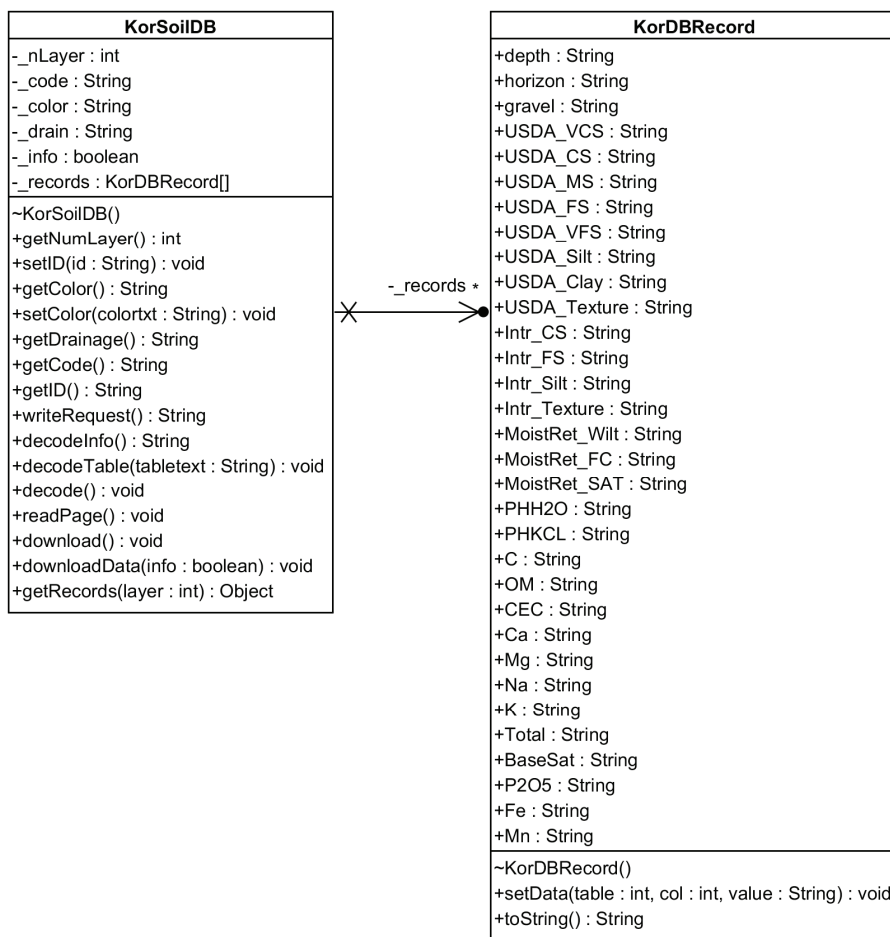 KorSoilDB
-_nLayer : int
-_code : String
-_color : String
-_drain : String
-_info : boolean
-_records : KorDBRecord[]
~KorSoilDB()
+getNumLayer() : int
+setID(id : String) : void
+getColor() : String
+setColor(colortxt : String) : void
+getDrainage() : String
+getCode() : String
+getID() : String
+writeRequest() : String
+decodeInfo() : String
+decodeTable(tabletext : String) : void
+decode() : void
+readPage() : void
+download() : void
+downloadData(info : boolean) : void
+getRecords(layer : int) : Object
-_records *
KorDBRecord
+depth : String
+horizon : String
+gravel : String
+USDA_VCS : String
+USDA_CS : String
+USDA_MS : String
+USDA_FS : String
+USDA_VFS : String
+USDA_Silt : String
+USDA_Clay : String
+USDA_Texture : String
+Intr_CS : String
+Intr_FS : String
+Intr_Silt : String
+Intr_Texture : String
+MoistRet_Wilt : String
+MoistRet_FC : String
+MoistRet_SAT : String
+PHH2O : String
+PHKCL : String
+C : String
+OM : String
+CEC : String
+Ca : String
+Mg : String
+Na : String
+K : String
+Total : String
+BaseSat : String
+P2O5 : String
+Fe : String
+Mn : String
~KorDBRecord()
+setData(table : int, col : int, value : String) : void
+toString() : String